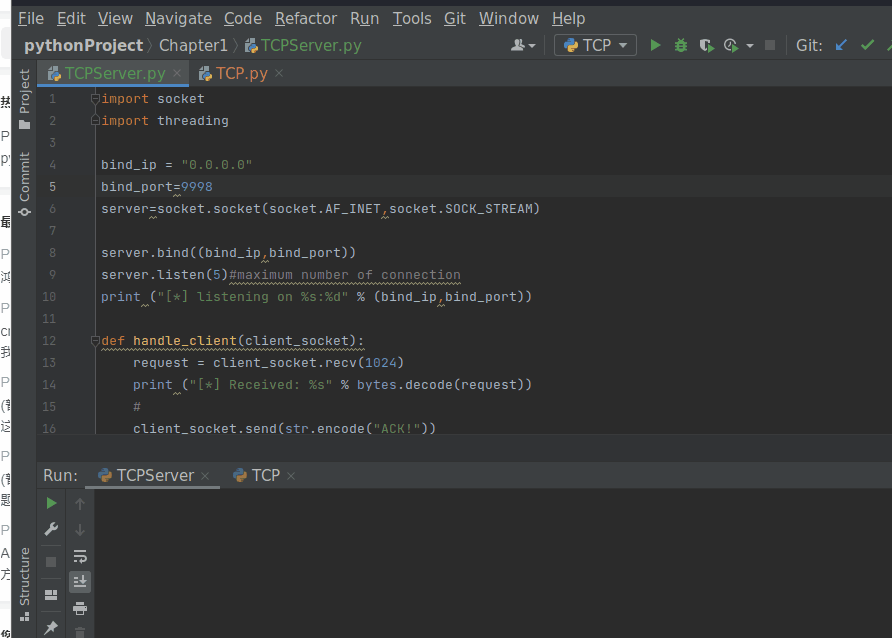 File Edit View Navigate Code Refactor Run Tools Git Window Help
pythonProject Chapter1 TCPServer.py TCP Git:
TCPServer.py TCP.py
Project
Commit
Structure
1 import socket
2 import threading
3
4 bind_ip = "0.0.0.0"
5 bind_port=9998
6 server=socket.socket(socket.AF_INET,socket.SOCK_STREAM)
7
8 server.bind((bind_ip,bind_port))
9 server.listen(5)#maximum number of connection
10 print ("[*] listening on %s:%d" % (bind_ip,bind_port))
11
12 def handle_client(client_socket):
13 request = client_socket.recv(1024)
14 print ("[*] Received: %s" % bytes.decode(request))
15 #
16 client_socket.send(str.encode("ACK!"))
Run: TCPServer TCP